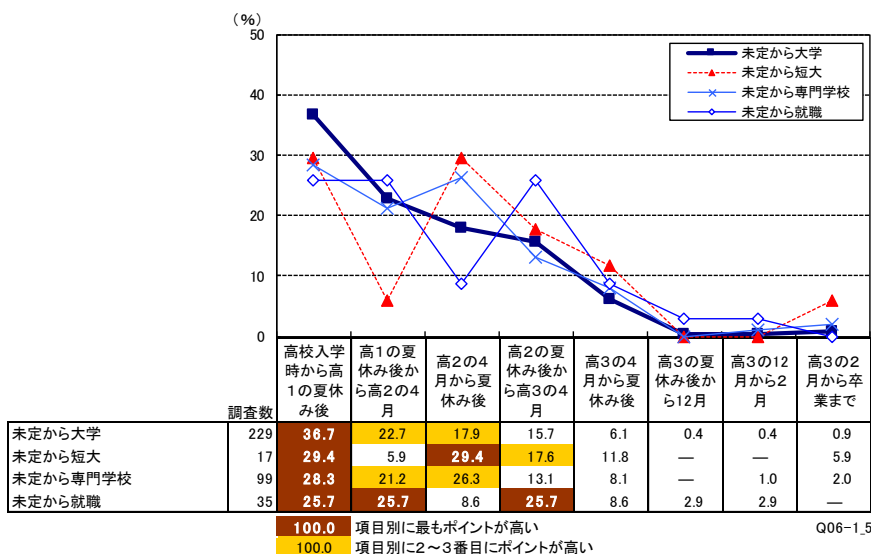 (%)
50
40
30
20
10
0
未定から大学
未定から短大
未定から専門学校
未定から就職
調査数
高校入学
時から高
1の夏休
み後
高1の夏
休み後か
ら高2の4
月
高2の4
月から夏
休み後
高2の夏
休み後か
ら高3の4
月
高3の4
月から夏
休み後
高3の夏
休み後か
ら12月
高3の12
月から2
月
高3の2
月から卒
業まで
未定から大学 229 36.7 22.7 17.9 15.7 6.1 0.4 0.4 0.9
未定から短大 17 29.4 5.9 29.4 17.6 11.8 — — 5.9
未定から専門学校 99 28.3 21.2 26.3 13.1 8.1 — 1.0 2.0
未定から就職 35 25.7 25.7 8.6 25.7 8.6 2.9 2.9 —
100.0 項目別に最もポイントが高い
100.0 項目別に2～3番目にポイントが高い
Q06-1_5